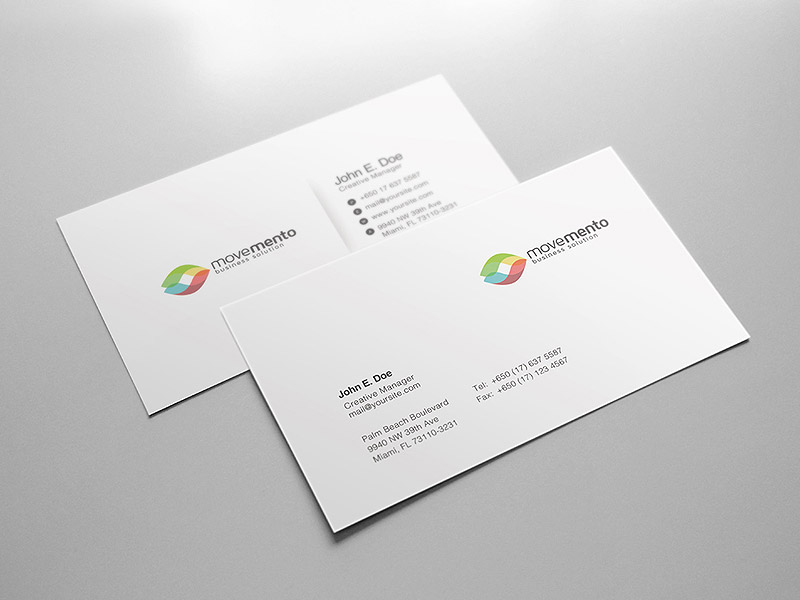 movemento
business solution
John E. Doe
Creative Manager
+650 17 637 5587
mail@yoursite.com
www.yoursite.com
9940 NW 39th Ave
Miami, FL 73110-3231
movemento
business solution
John E. Doe
Creative Manager
mail@yoursite.com
Palm Beach Boulevard
9940 NW 39th Ave
Miami, FL 73110-3231
Tel: +650 (17) 637 5587
Fax: +650 (17) 123 4567